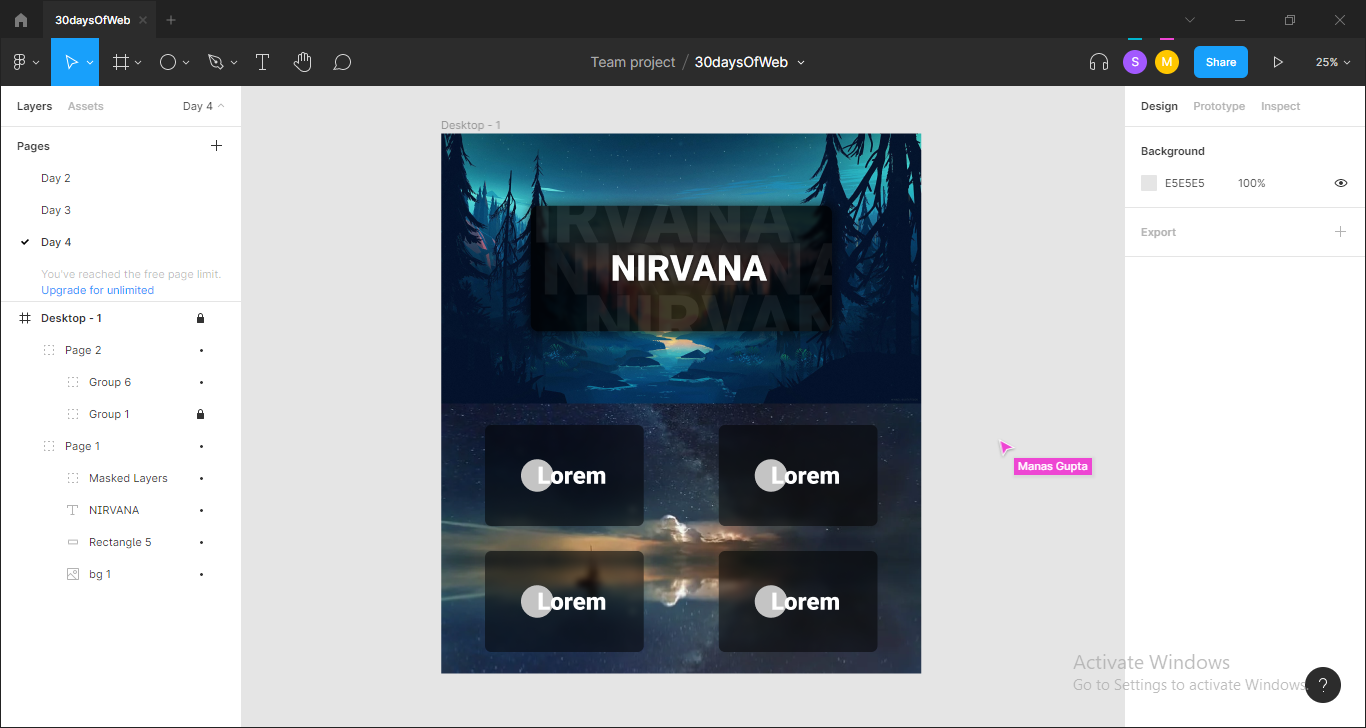 30daysOfWeb
Team project / 30daysOfWeb
S
M
Share
25%
Layers
Assets
Day 4
Pages
Day 2
Day 3
Day 4
You've reached the free page limit.
Upgrade for unlimited
Desktop - 1
Page 2
Group 6
Group 1
Page 1
Masked Layers
NIRVANA
Rectangle 5
bg 1
Desktop - 1
NIRVANA
NIRVANA
NIRVANA
NIRVAN
Lorem
Lorem
Lorem
Lorem
Manas Gupta
Design
Prototype
Inspect
Background
E5E5E5
100%
Export
Activate Windows
Go to Settings to activate Windows.
?